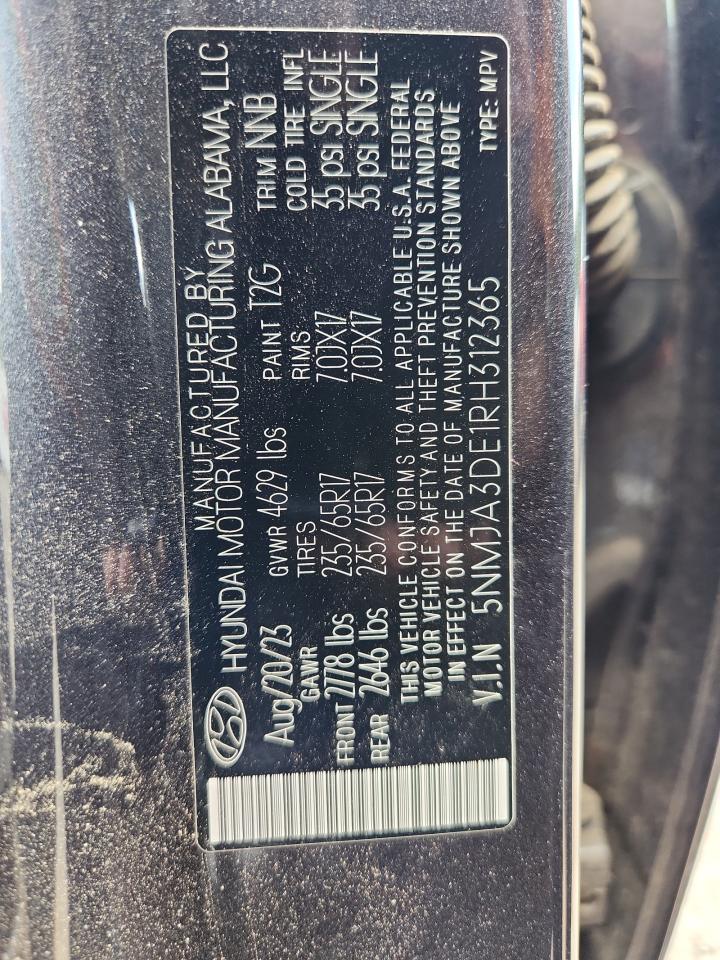 MANUFACTURED BY
HYUNDAI MOTOR MANUFACTURING ALABAMA, LLC
Aug/20/23 GVWR 4629 lbs PAINT T2G TRIM NNB
GAWR TIRES RIMS COLD TIRE INFL
FRONT 2778 lbs 235/65R17 7.0JX17 35 psi SINGLE
REAR 2646 lbs 235/65R17 7.0JX17 35 psi SINGLE
THIS VEHICLE CONFORMS TO ALL APPLICABLE U.S.A. FEDERAL
MOTOR VEHICLE SAFETY AND THEFT PREVENTION STANDARDS
IN EFFECT ON THE DATE OF MANUFACTURE SHOWN ABOVE
V.I.N 5NMJA3DE1RH312365 TYPE: MPV